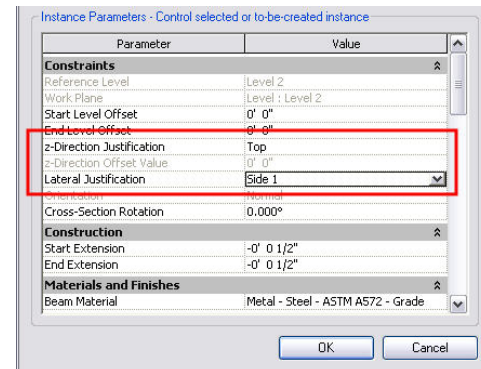 Instance Parameters - Control selected or to-be-created instance
Parameter Value
Constraints
Reference Level Level 2
Work Plane Level : Level 2
Start Level Offset 0' 0"
End Level Offset 0' 0"
z-Direction Justification Top
z-Direction Offset Value 0' 0"
Lateral Justification Side 1
Orientation Normal
Cross-Section Rotation 0.000°
Construction
Start Extension -0' 0 1/2"
End Extension -0' 0 1/2"
Materials and Finishes
Beam Material Metal - Steel - ASTM A572 - Grade
OK Cancel